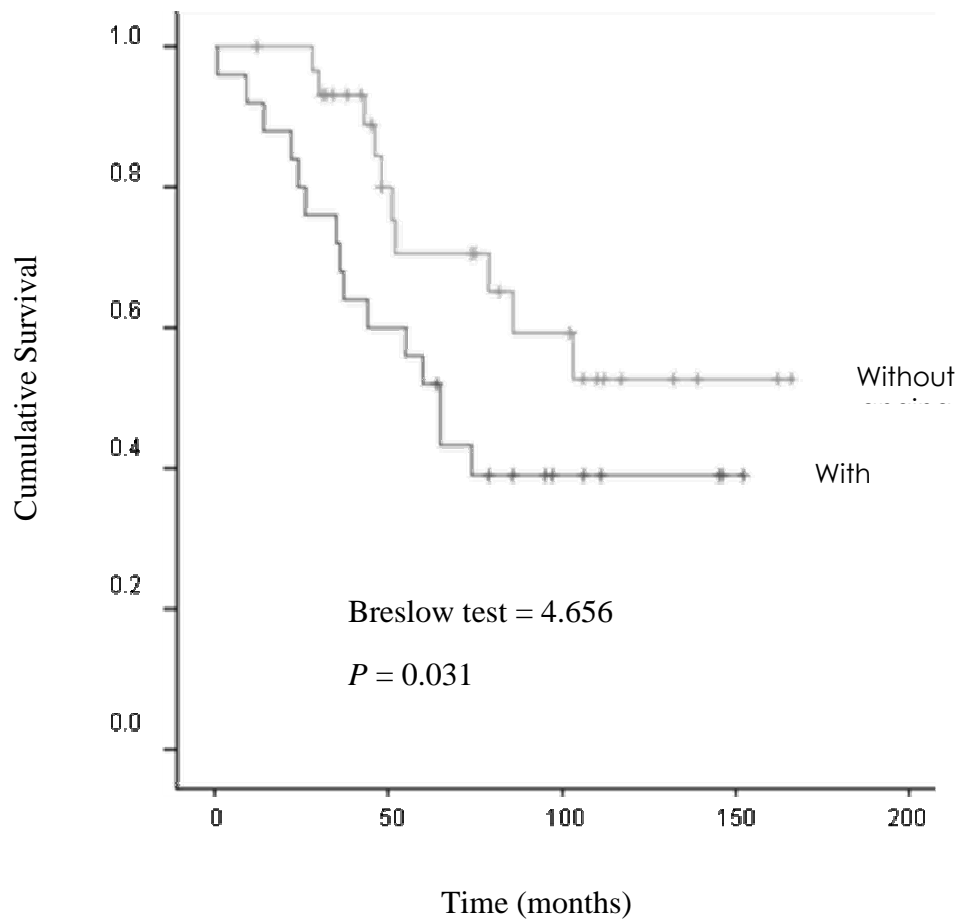 1.0
0.8
0.6
0.4
0.2
0.0
Cumulative Survival
Without
With
Breslow test = 4.656
P = 0.031
0 50 100 150 200
Time (months)